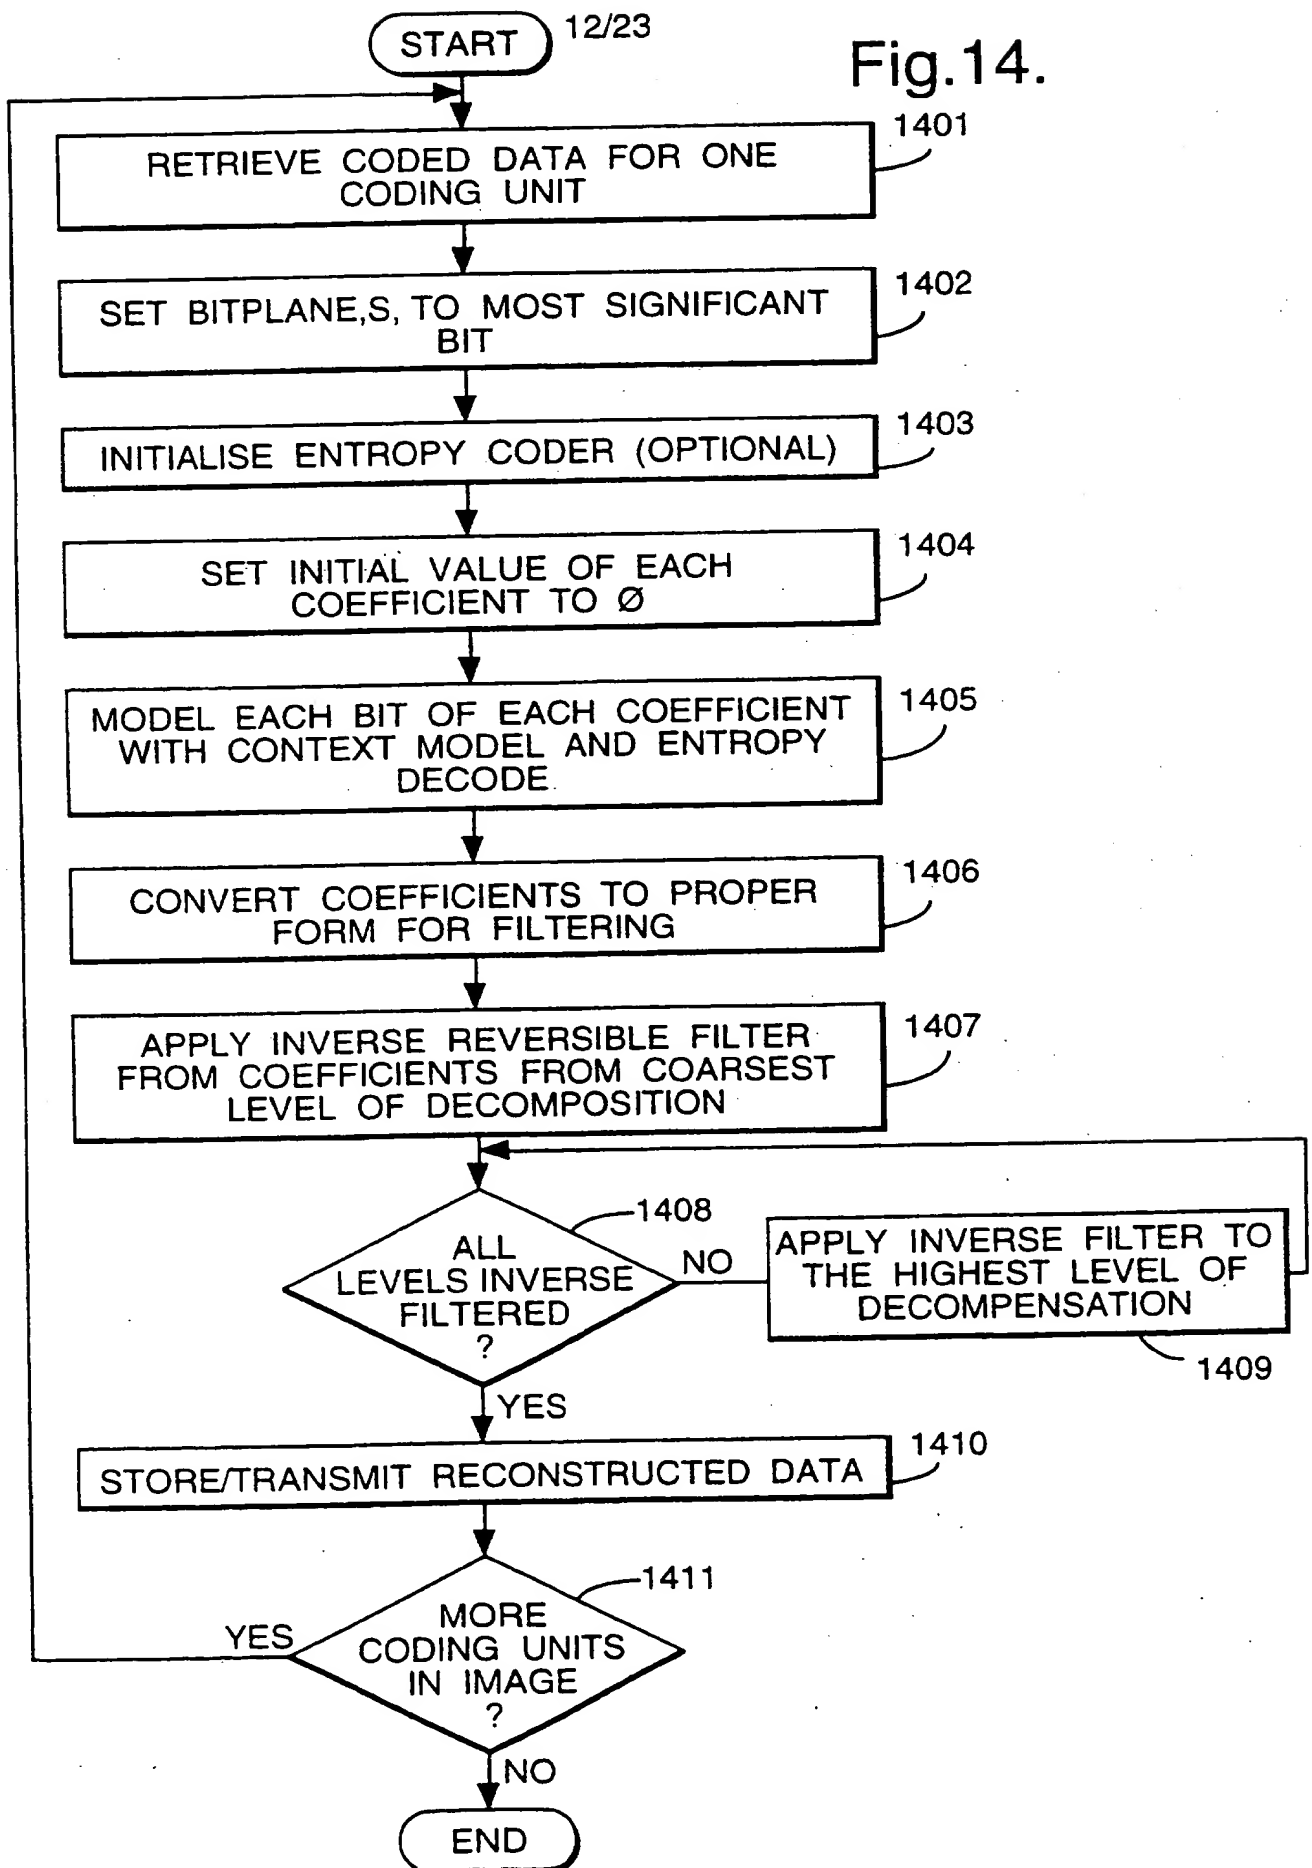 START
12/23
Fig.14.
1401
RETRIEVE CODED DATA FOR ONE
CODING UNIT
1402
SET BITPLANE,S, TO MOST SIGNIFICANT
BIT
1403
INITIALISE ENTROPY CODER (OPTIONAL)
1404
SET INITIAL VALUE OF EACH
COEFFICIENT TO Ø
1405
MODEL EACH BIT OF EACH COEFFICIENT
WITH CONTEXT MODEL AND ENTROPY
DECODE
1406
CONVERT COEFFICIENTS TO PROPER
FORM FOR FILTERING
1407
APPLY INVERSE REVERSIBLE FILTER
FROM COEFFICIENTS FROM COARSEST
LEVEL OF DECOMPOSITION
1408
ALL
LEVELS INVERSE
FILTERED
?
NO
APPLY INVERSE FILTER TO
THE HIGHEST LEVEL OF
DECOMPENSATION
1409
YES
1410
STORE/TRANSMIT RECONSTRUCTED DATA
1411
MORE
CODING UNITS
IN IMAGE
?
YES
NO
END